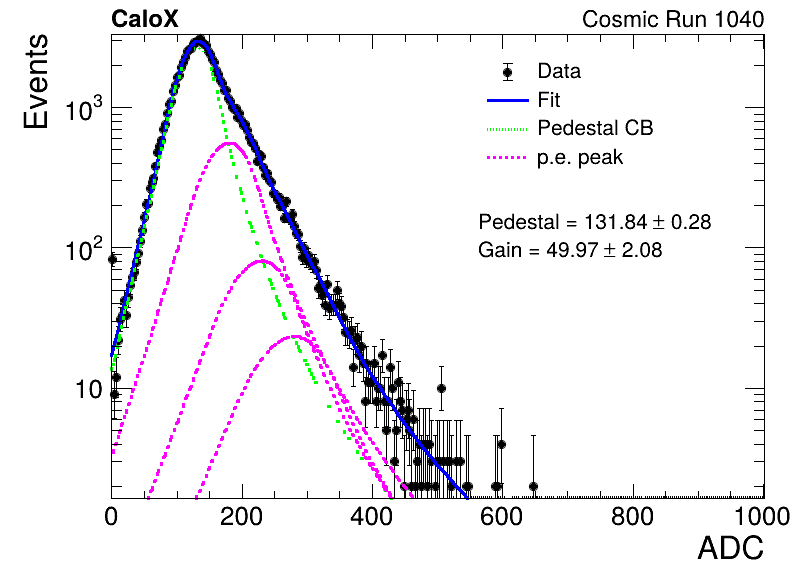 CaloX Cosmic Run 1040
Events
10³
10²
10
Data
Fit
Pedestal CB
p.e. peak
Pedestal = 131.84 ± 0.28
Gain = 49.97 ± 2.08
0 200 400 600 800 1000
ADC